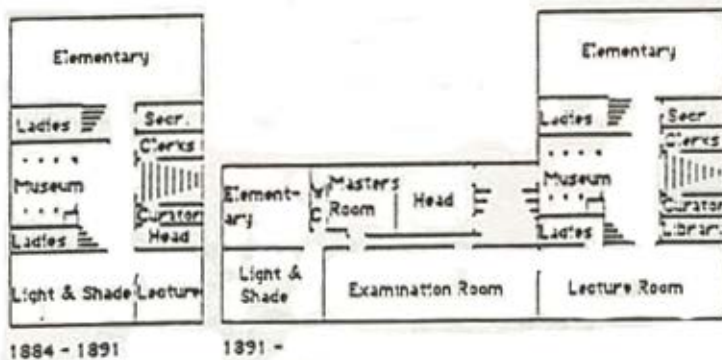 Elementary
Ladies
Secr.
Clerks
Museum
Curator
Ladies
Head
Light & Shade
Lecture
1884 - 1891
Element-
ary
W
C
Masters
Room
Head
Light &
Shade
Examination Room
Elementary
Ladies
Secr.
Clerks
Museum
Curator
Ladies
Librar.
Lecture Room
1891 -